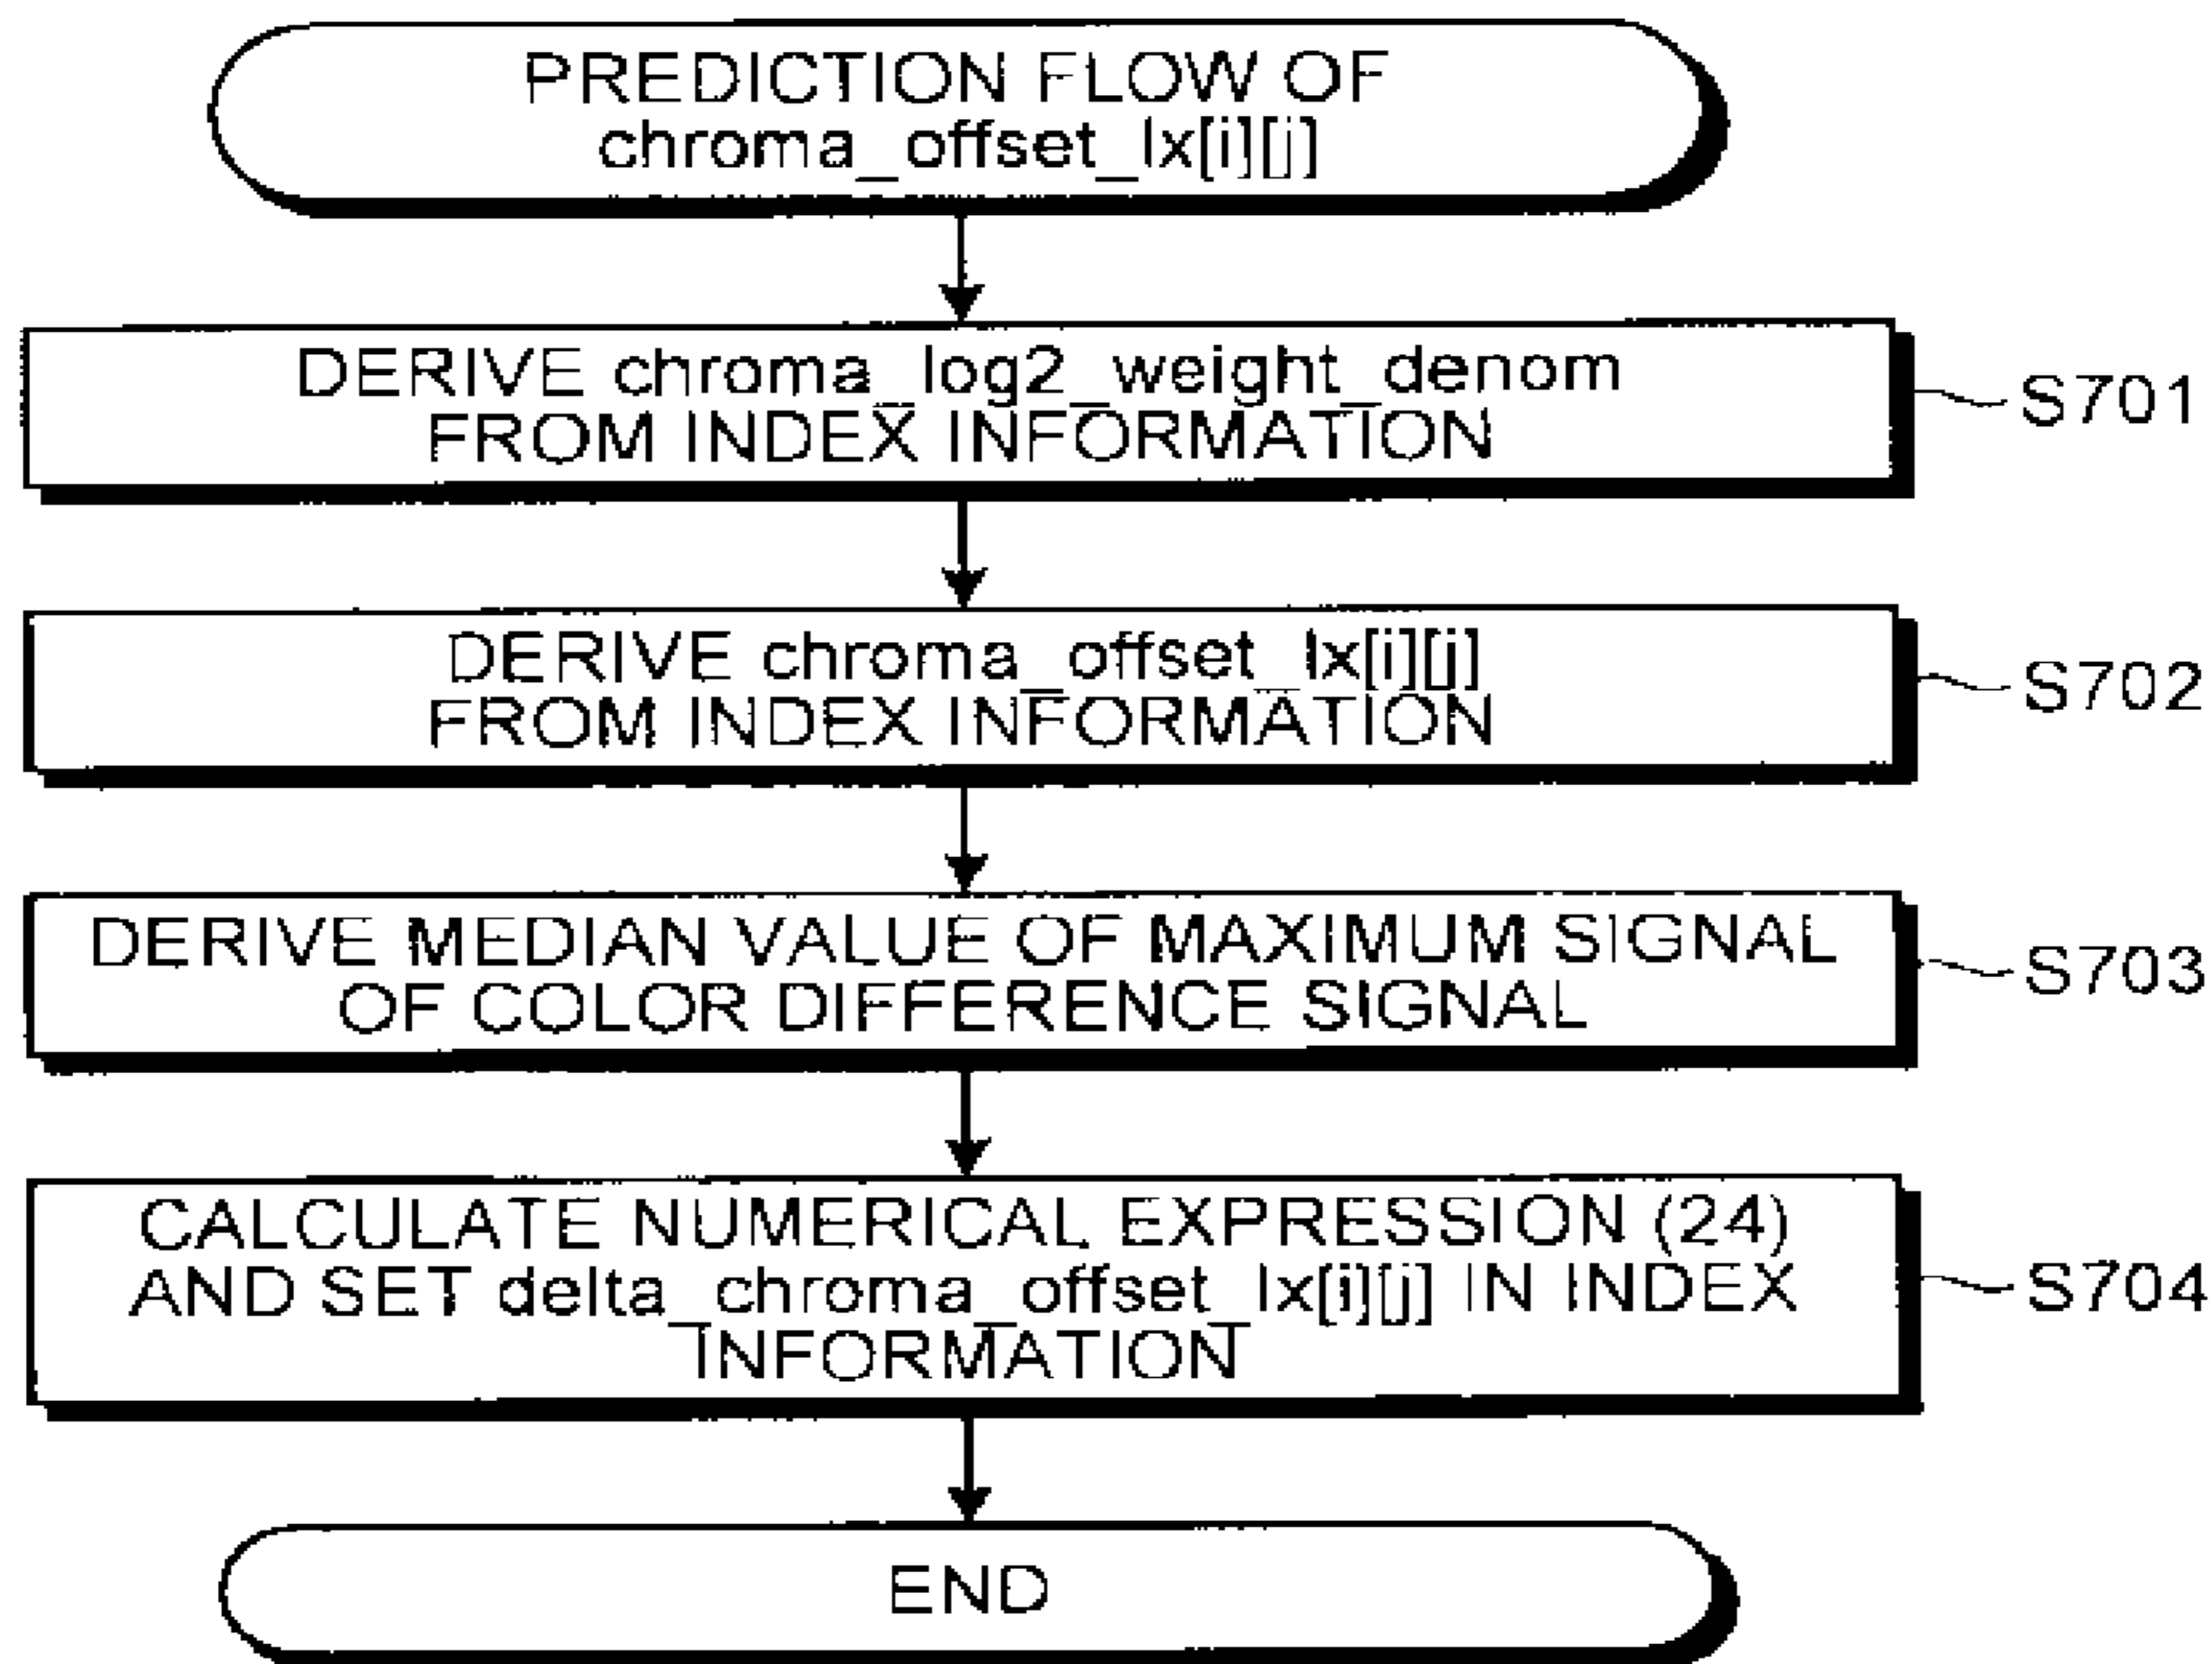 PREDICTION FLOW OF
chroma_offset_lx[i][j]
DERIVE chroma_log2_weight_denom
FROM INDEX INFORMATION
S701
DERIVE chroma_offset_lx[i][j]
FROM INDEX INFORMATION
S702
DERIVE MEDIAN VALUE OF MAXIMUM SIGNAL
OF COLOR DIFFERENCE SIGNAL
S703
CALCULATE NUMERICAL EXPRESSION (24)
AND SET delta_chroma_offset_lx[i][j] IN INDEX
INFORMATION
S704
END